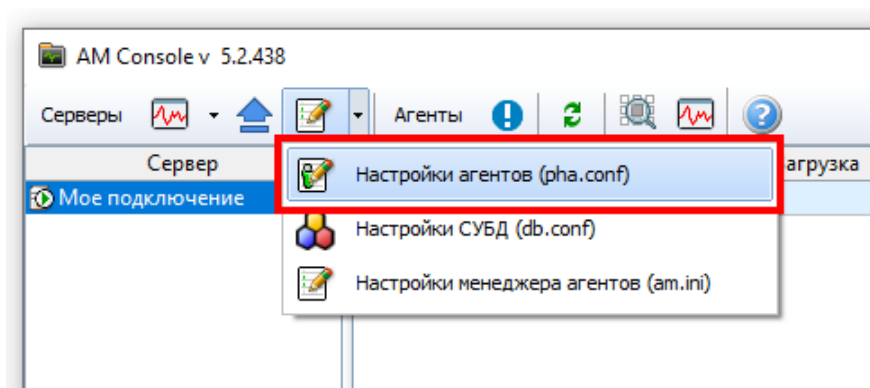 AM Console v 5.2.438
Серверы Агенты
Сервер агрузка
Мое подключение
Настройки агентов (pha.conf)
Настройки СУБД (db.conf)
Настройки менеджера агентов (am.ini)